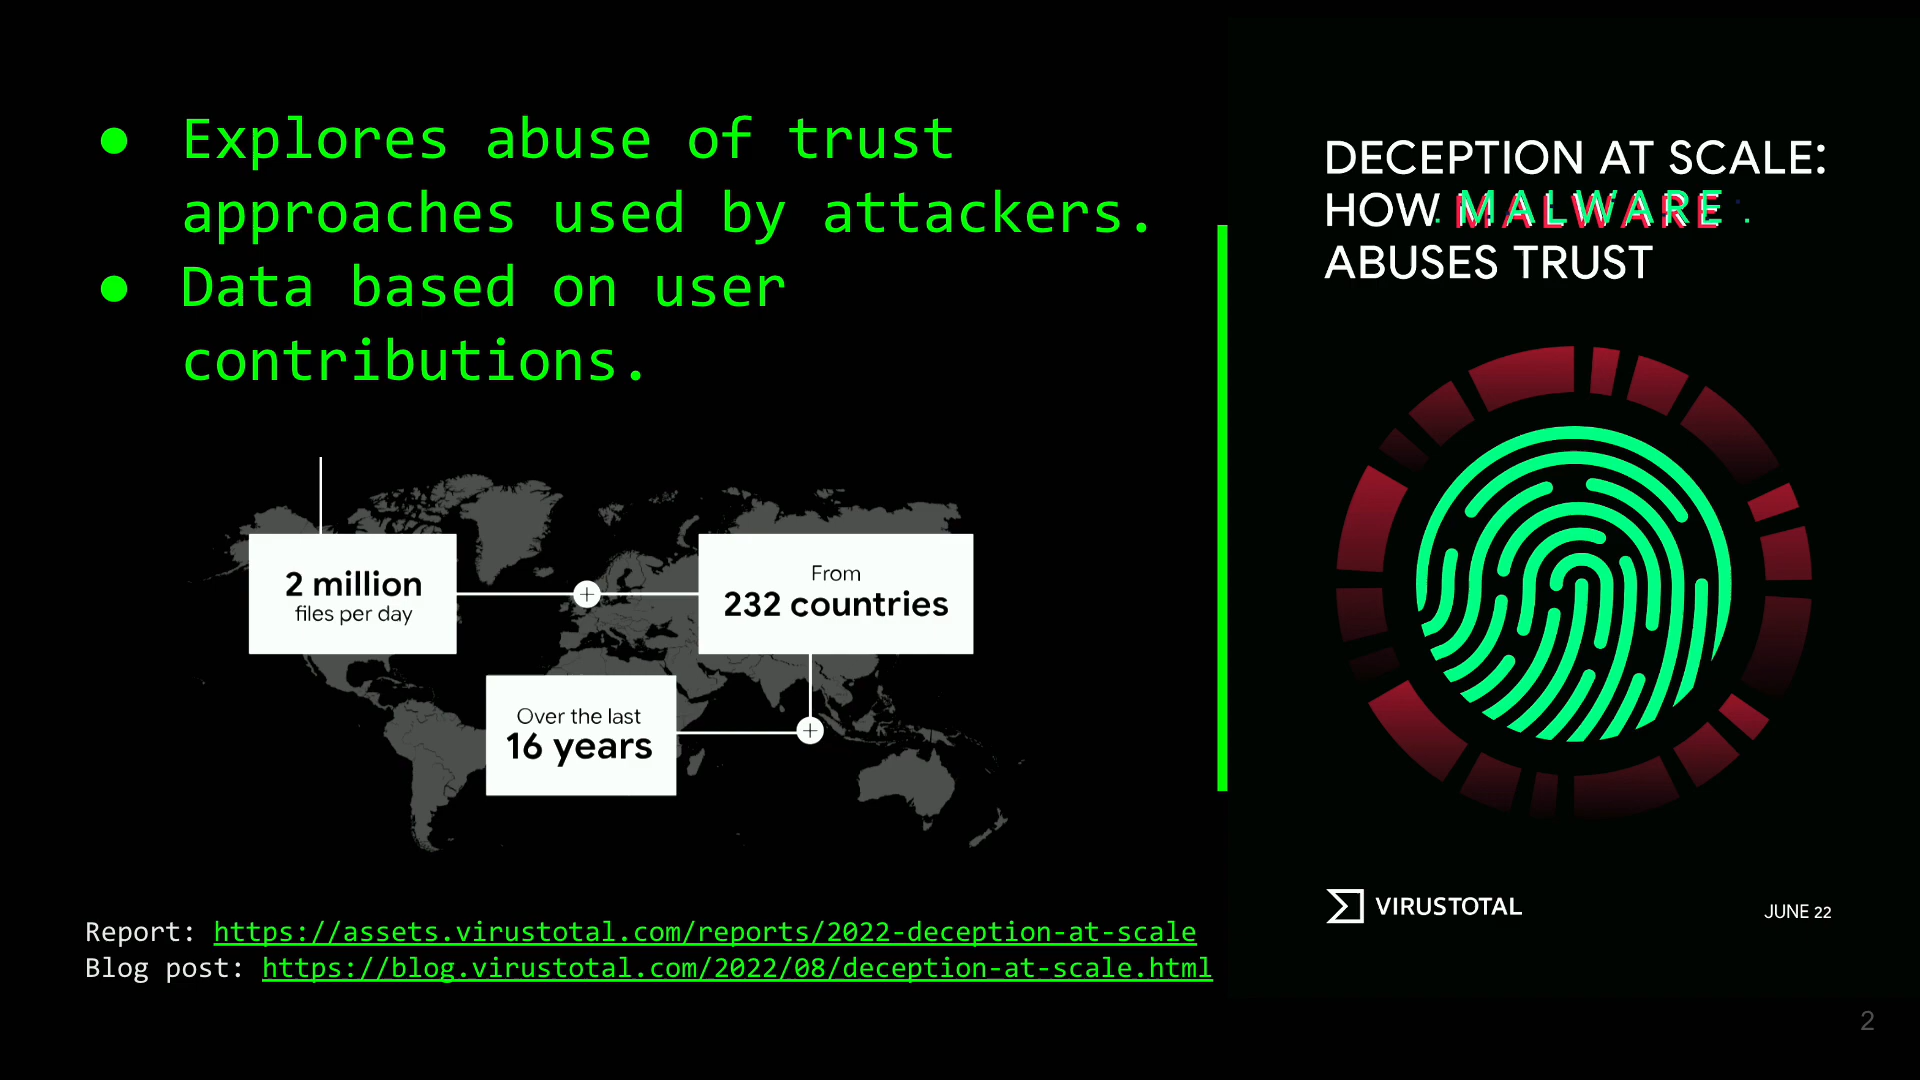 ● Explores abuse of trust
approaches used by attackers.
● Data based on user
contributions.
2 million
files per day
From
232 countries
Over the last
16 years
Report: https://assets.virustotal.com/reports/2022-deception-at-scale
Blog post: https://blog.virustotal.com/2022/08/deception-at-scale.html
DECEPTION AT SCALE:
HOW MALWARE
ABUSES TRUST
VIRUSTOTAL
JUNE 22
2